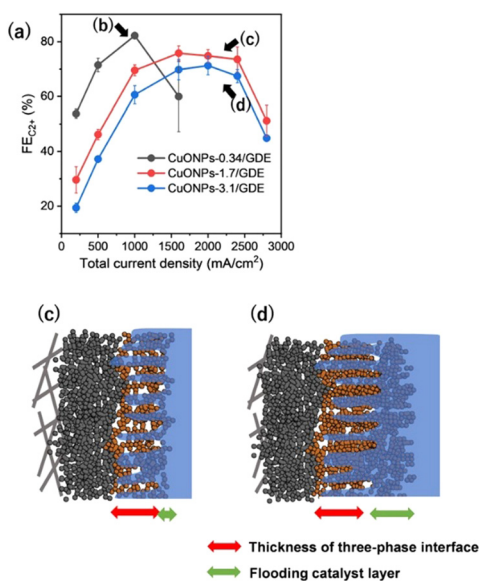 (a)
(b)
(c)
(d)
80
60
40
20
FE_C2+ (%)
CuONPs-0.34/GDE
CuONPs-1.7/GDE
CuONPs-3.1/GDE
0 500 1000 1500 2000 2500 3000
Total current density (mA/cm²)
(c)
(d)
Thickness of three-phase interface
Flooding catalyst layer